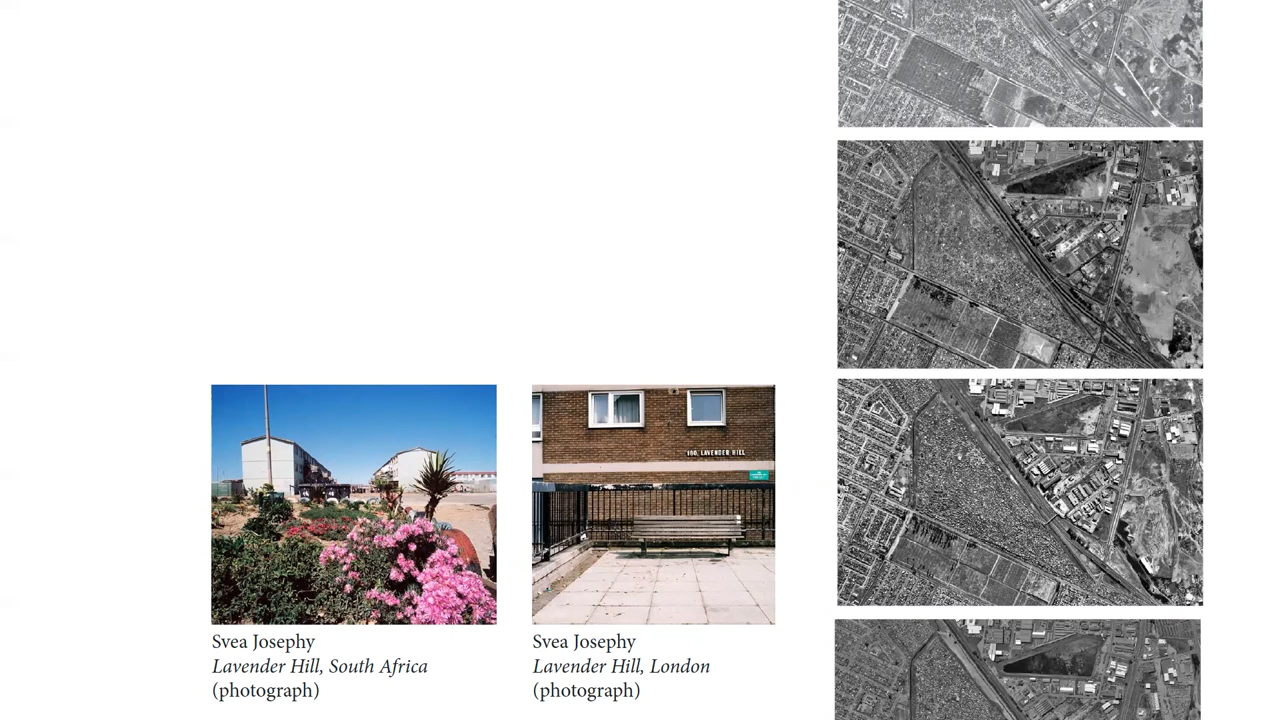 100, LAVENDER HILL
Svea Josephy
Lavender Hill, South Africa
(photograph)
Svea Josephy
Lavender Hill, London
(photograph)